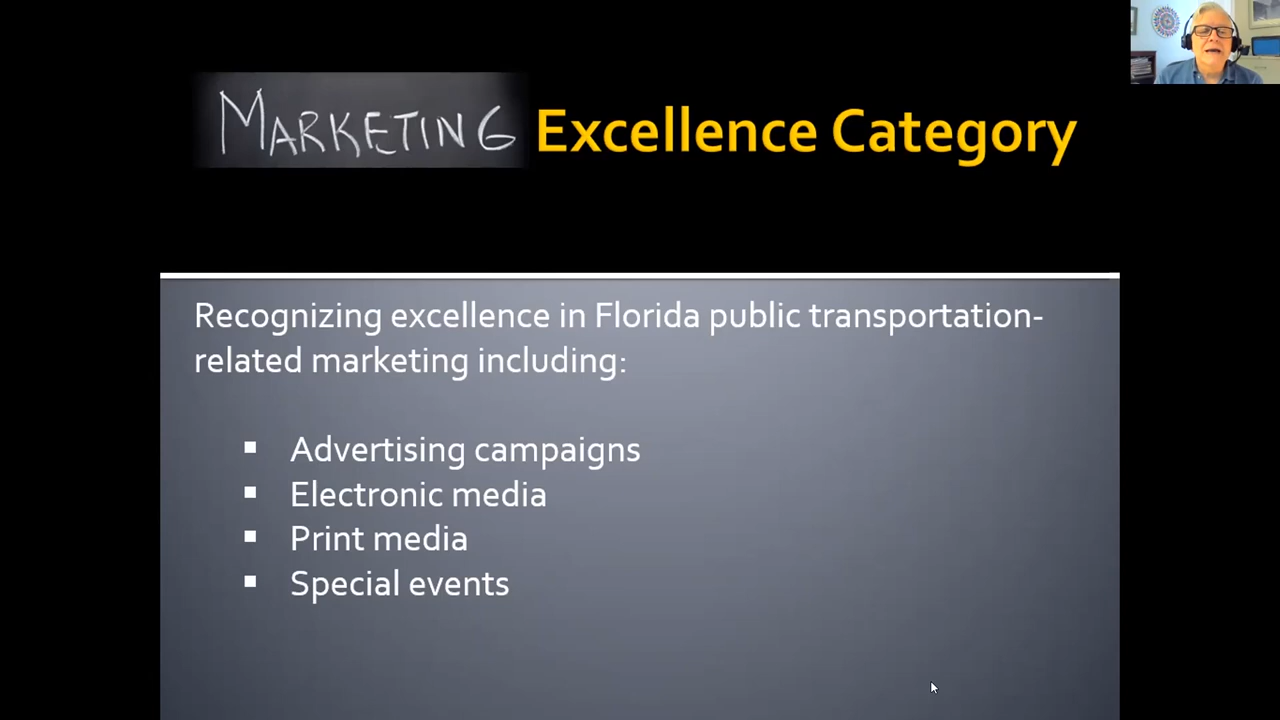 MARKETING Excellence Category
Recognizing excellence in Florida public transportation-
related marketing including:
▪ Advertising campaigns
▪ Electronic media
▪ Print media
▪ Special events